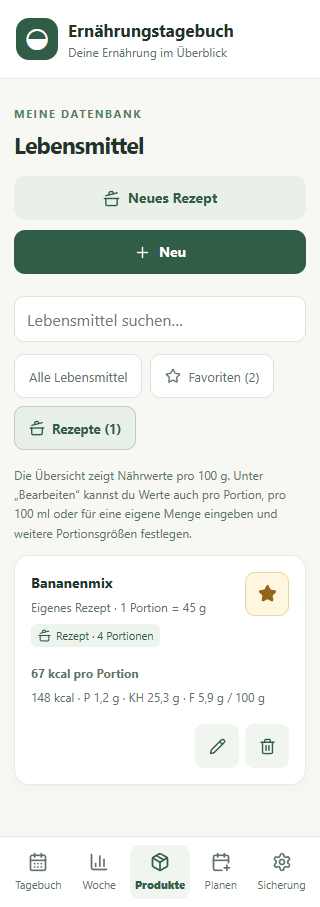 Ernährungstagebuch
Deine Ernährung im Überblick
MEINE DATENBANK
Lebensmittel
Neues Rezept
Neu
Lebensmittel suchen...
Alle Lebensmittel
Favoriten (2)
Rezepte (1)
Die Übersicht zeigt Nährwerte pro 100 g. Unter
„Bearbeiten“ kannst du Werte auch pro Portion, pro
100 ml oder für eine eigene Menge eingeben und
weitere Portionsgrößen festlegen.
Bananenmix
Eigenes Rezept · 1 Portion = 45 g
Rezept · 4 Portionen
67 kcal pro Portion
148 kcal · P 1,2 g · KH 25,3 g · F 5,9 g / 100 g
Tagebuch
Woche
Produkte
Planen
Sicherung